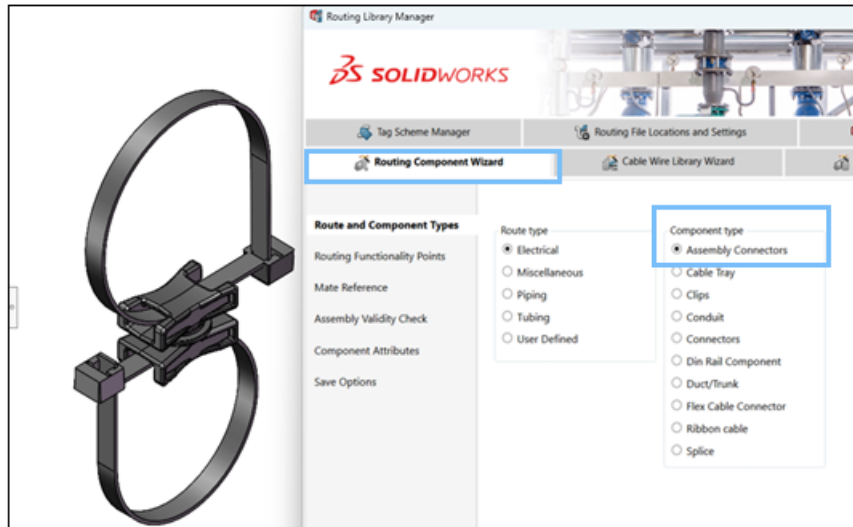 Routing Library Manager
SOLIDWORKS
Tag Scheme Manager
Routing File Locations and Settings
Routing Component Wizard
Cable Wire Library Wizard
Route and Component Types
Routing Functionality Points
Mate Reference
Assembly Validity Check
Component Attributes
Save Options
Route type
Electrical
Miscellaneous
Piping
Tubing
User Defined
Component type
Assembly Connectors
Cable Tray
Clips
Conduit
Connectors
Din Rail Component
Duct/Trunk
Flex Cable Connector
Ribbon cable
Splice